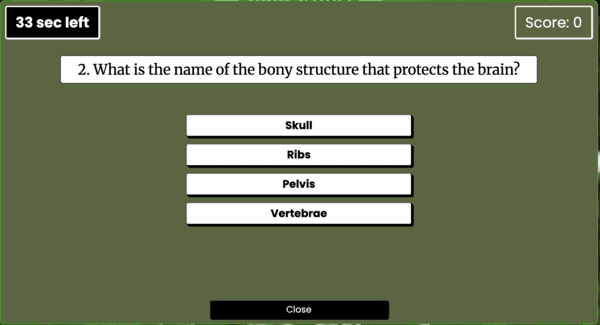 33 sec left
Score: 0
2. What is the name of the bony structure that protects the brain?
Skull
Ribs
Pelvis
Vertebrae
Close